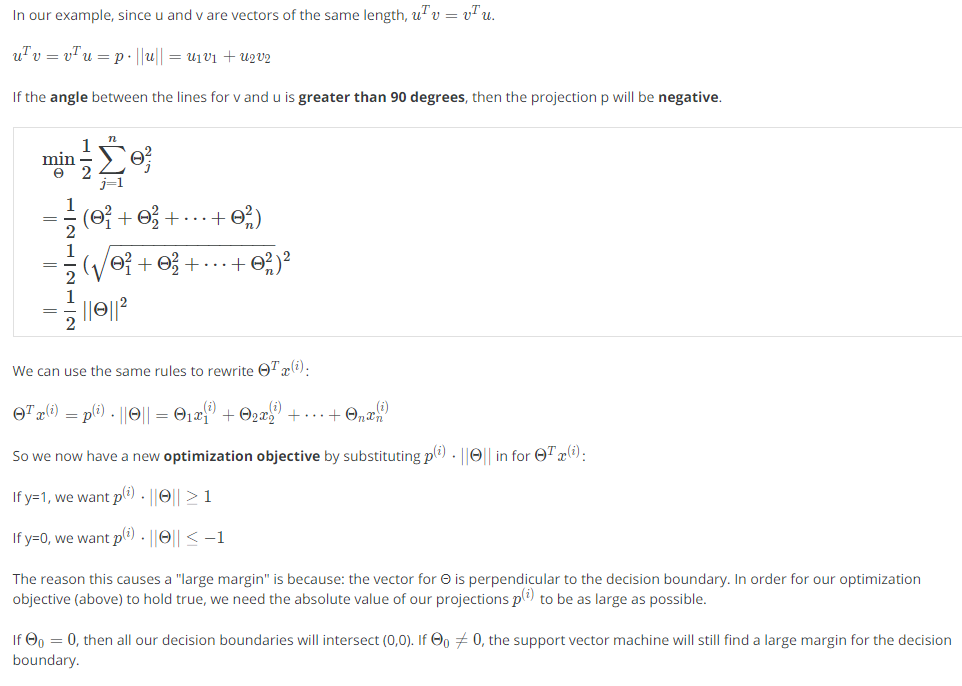 In our example, since u and v are vectors of the same length, $u^T v = v^T u$.
$u^T v = v^T u = p \cdot ||u|| = u_1 v_1 + u_2 v_2$
If the angle between the lines for v and u is greater than 90 degrees, then the projection p will be negative.
$\min_{\Theta} \frac{1}{2} \sum_{j=1}^{n} \Theta_j^2$
$= \frac{1}{2} (\Theta_1^2 + \Theta_2^2 + \cdots + \Theta_n^2)$
$= \frac{1}{2} (\sqrt{\Theta_1^2 + \Theta_2^2 + \cdots + \Theta_n^2})^2$
$= \frac{1}{2} ||\Theta||^2$
We can use the same rules to rewrite $\Theta^T x^{(i)}$:
$\Theta^T x^{(i)} = p^{(i)} \cdot ||\Theta|| = \Theta_1 x_1^{(i)} + \Theta_2 x_2^{(i)} + \cdots + \Theta_n x_n^{(i)}$
So we now have a new optimization objective by substituting $p^{(i)} \cdot ||\Theta||$ in for $\Theta^T x^{(i)}$:
If y=1, we want $p^{(i)} \cdot ||\Theta|| \geq 1$
If y=0, we want $p^{(i)} \cdot ||\Theta|| \leq -1$
The reason this causes a "large margin" is because: the vector for $\Theta$ is perpendicular to the decision boundary. In order for our optimization
objective (above) to hold true, we need the absolute value of our projections $p^{(i)}$ to be as large as possible.
If $\Theta_0 = 0$, then all our decision boundaries will intersect (0,0). If $\Theta_0 \neq 0$, the support vector machine will still find a large margin for the decision
boundary.